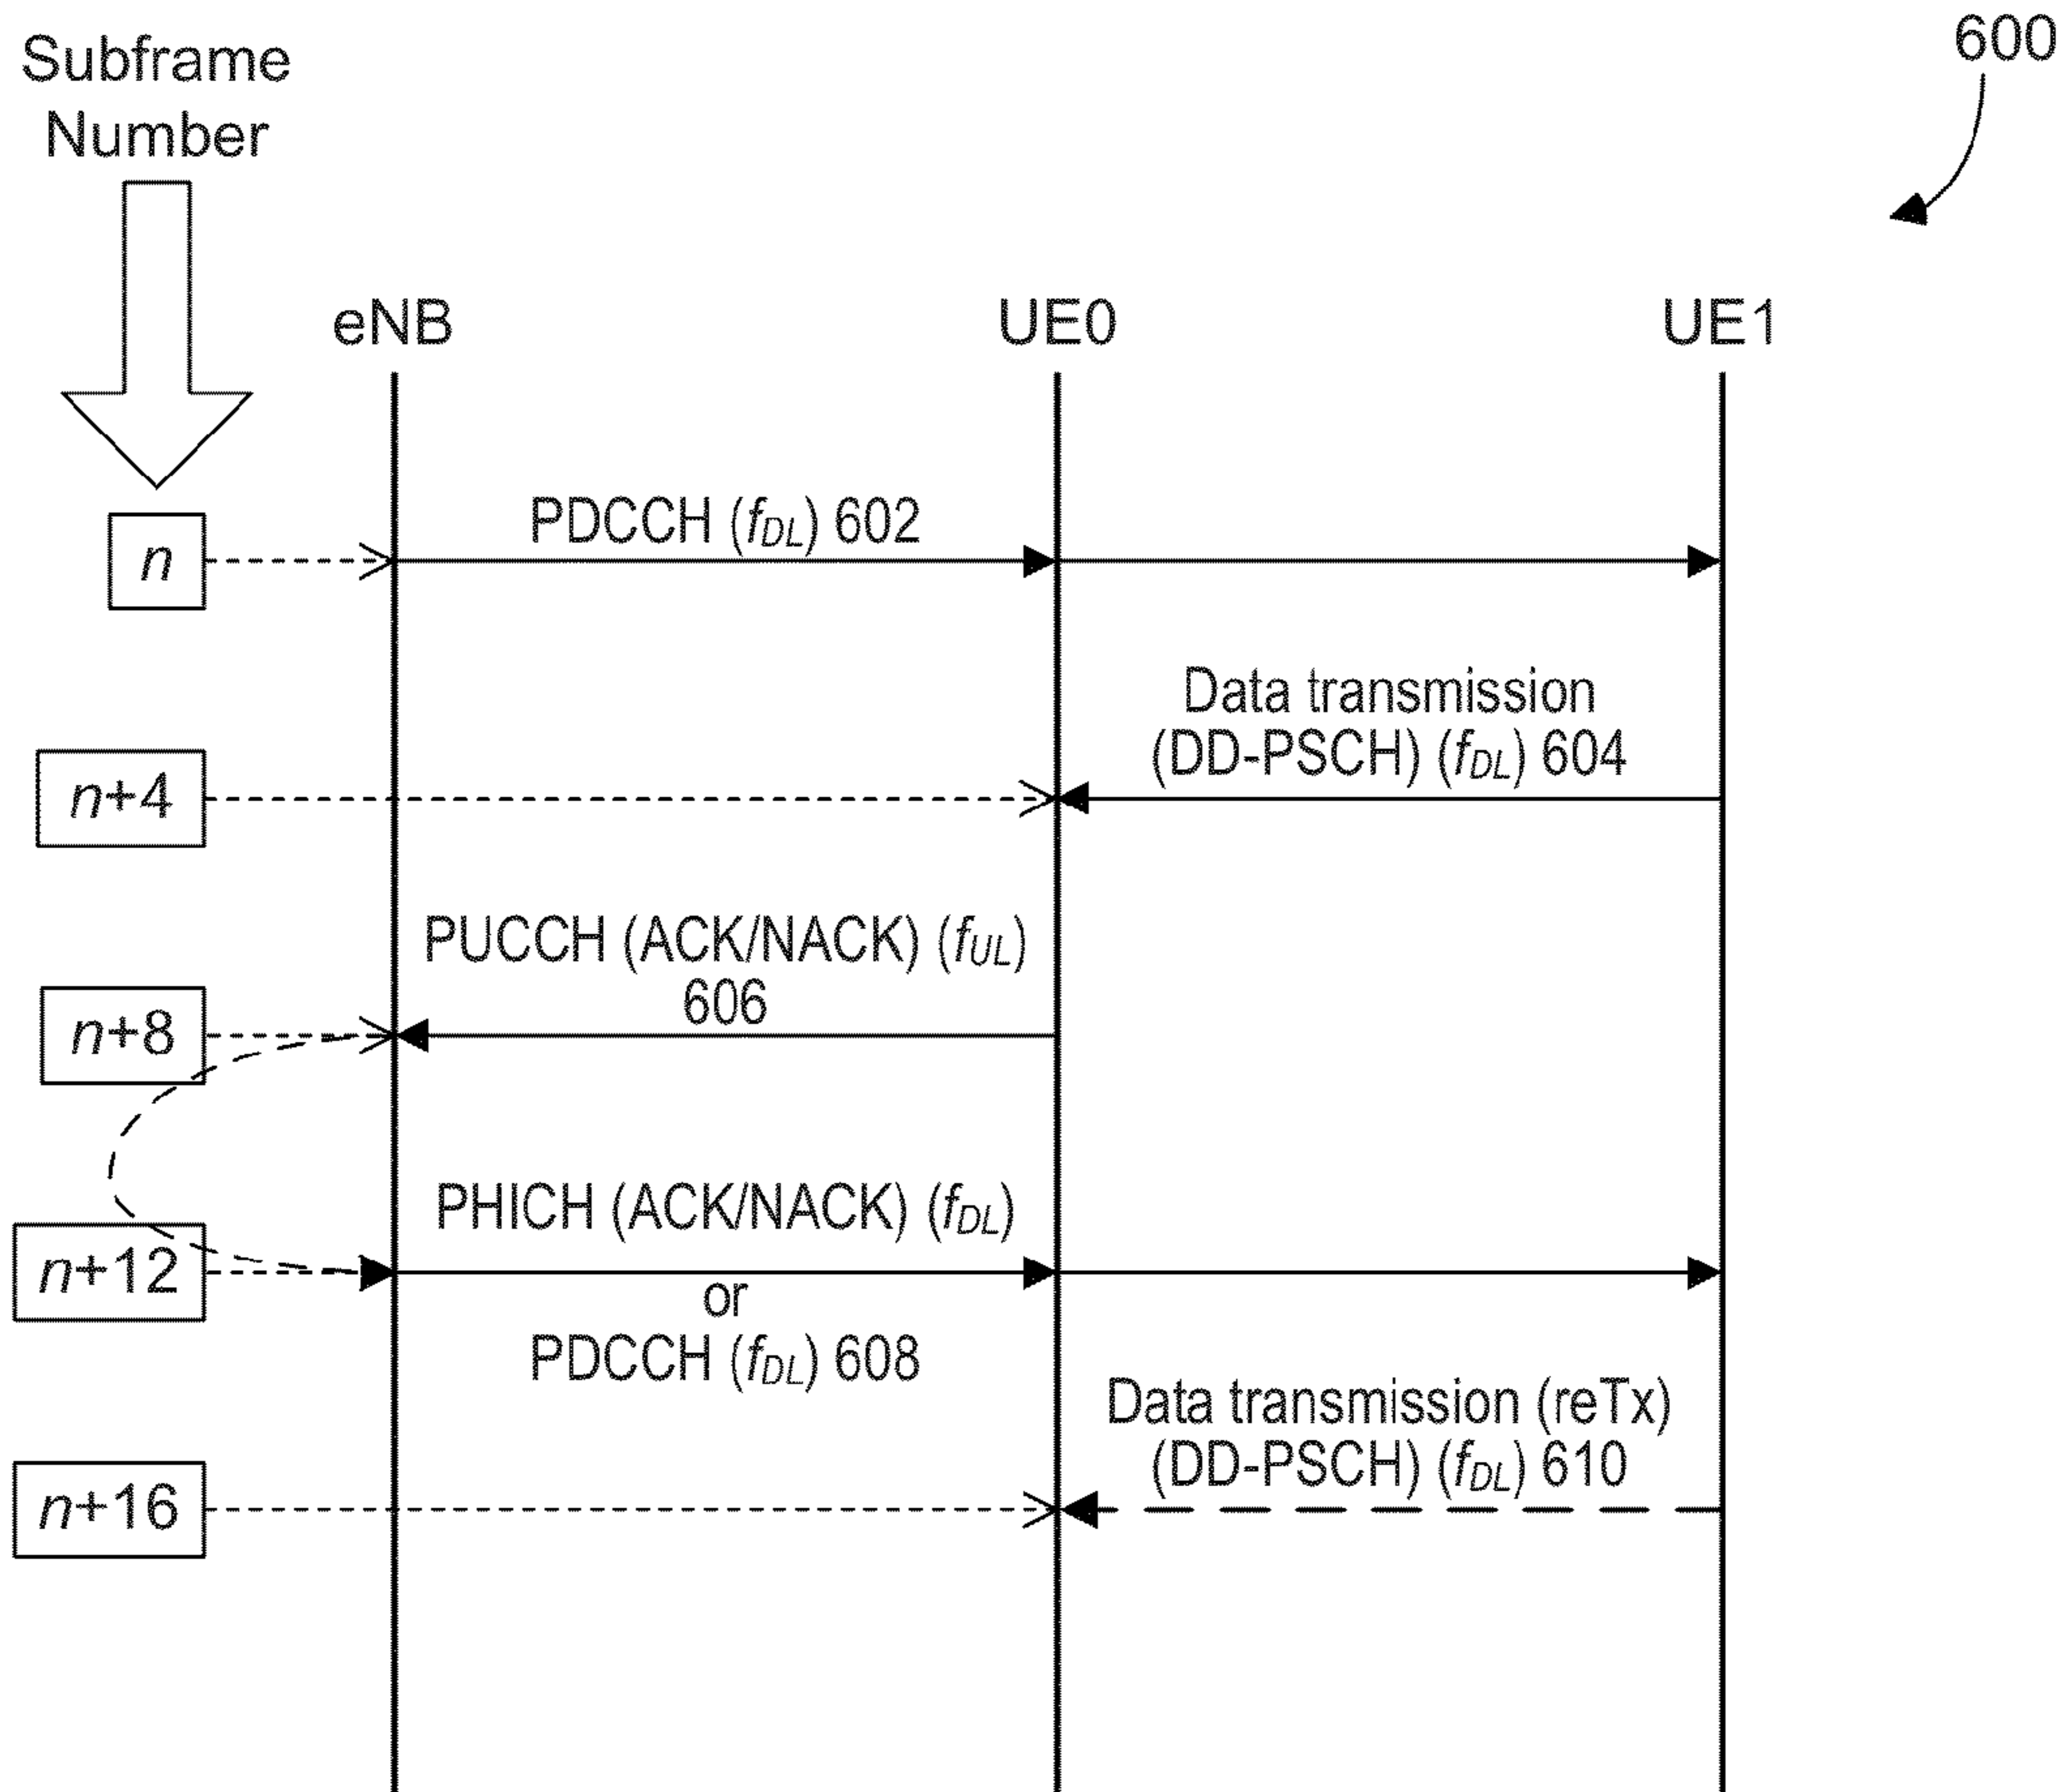 600
Subframe
Number
eNB
UE0
UE1
n
PDCCH (fDL) 602
Data transmission
(DD-PSCH) (fDL) 604
n+4
PUCCH (ACK/NACK) (fUL)
606
n+8
PHICH (ACK/NACK) (fDL)
n+12
or
PDCCH (fDL) 608
Data transmission (reTx)
(DD-PSCH) (fDL) 610
n+16